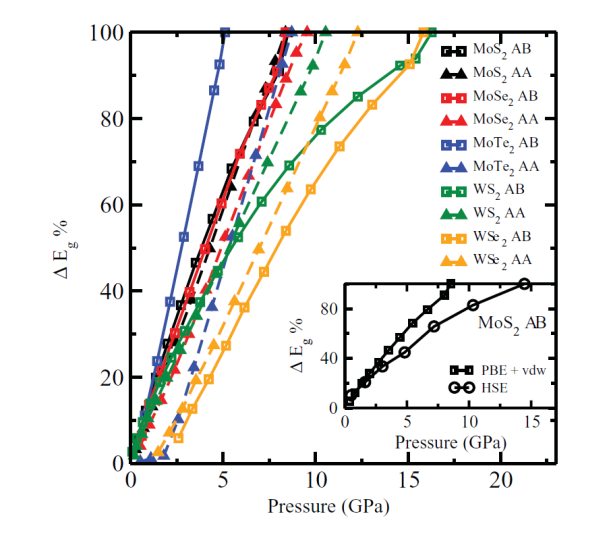 100
80
60
40
20
0
Δ E_g %
0
5
10
15
20
Pressure (GPa)
MoS₂ AB
MoS₂ AA
MoSe₂ AB
MoSe₂ AA
MoTe₂ AB
MoTe₂ AA
WS₂ AB
WS₂ AA
WSe₂ AB
WSe₂ AA
80
40
0
Δ E_g %
MoS₂ AB
PBE + vdw
HSE
0
5
10
15
Pressure (GPa)